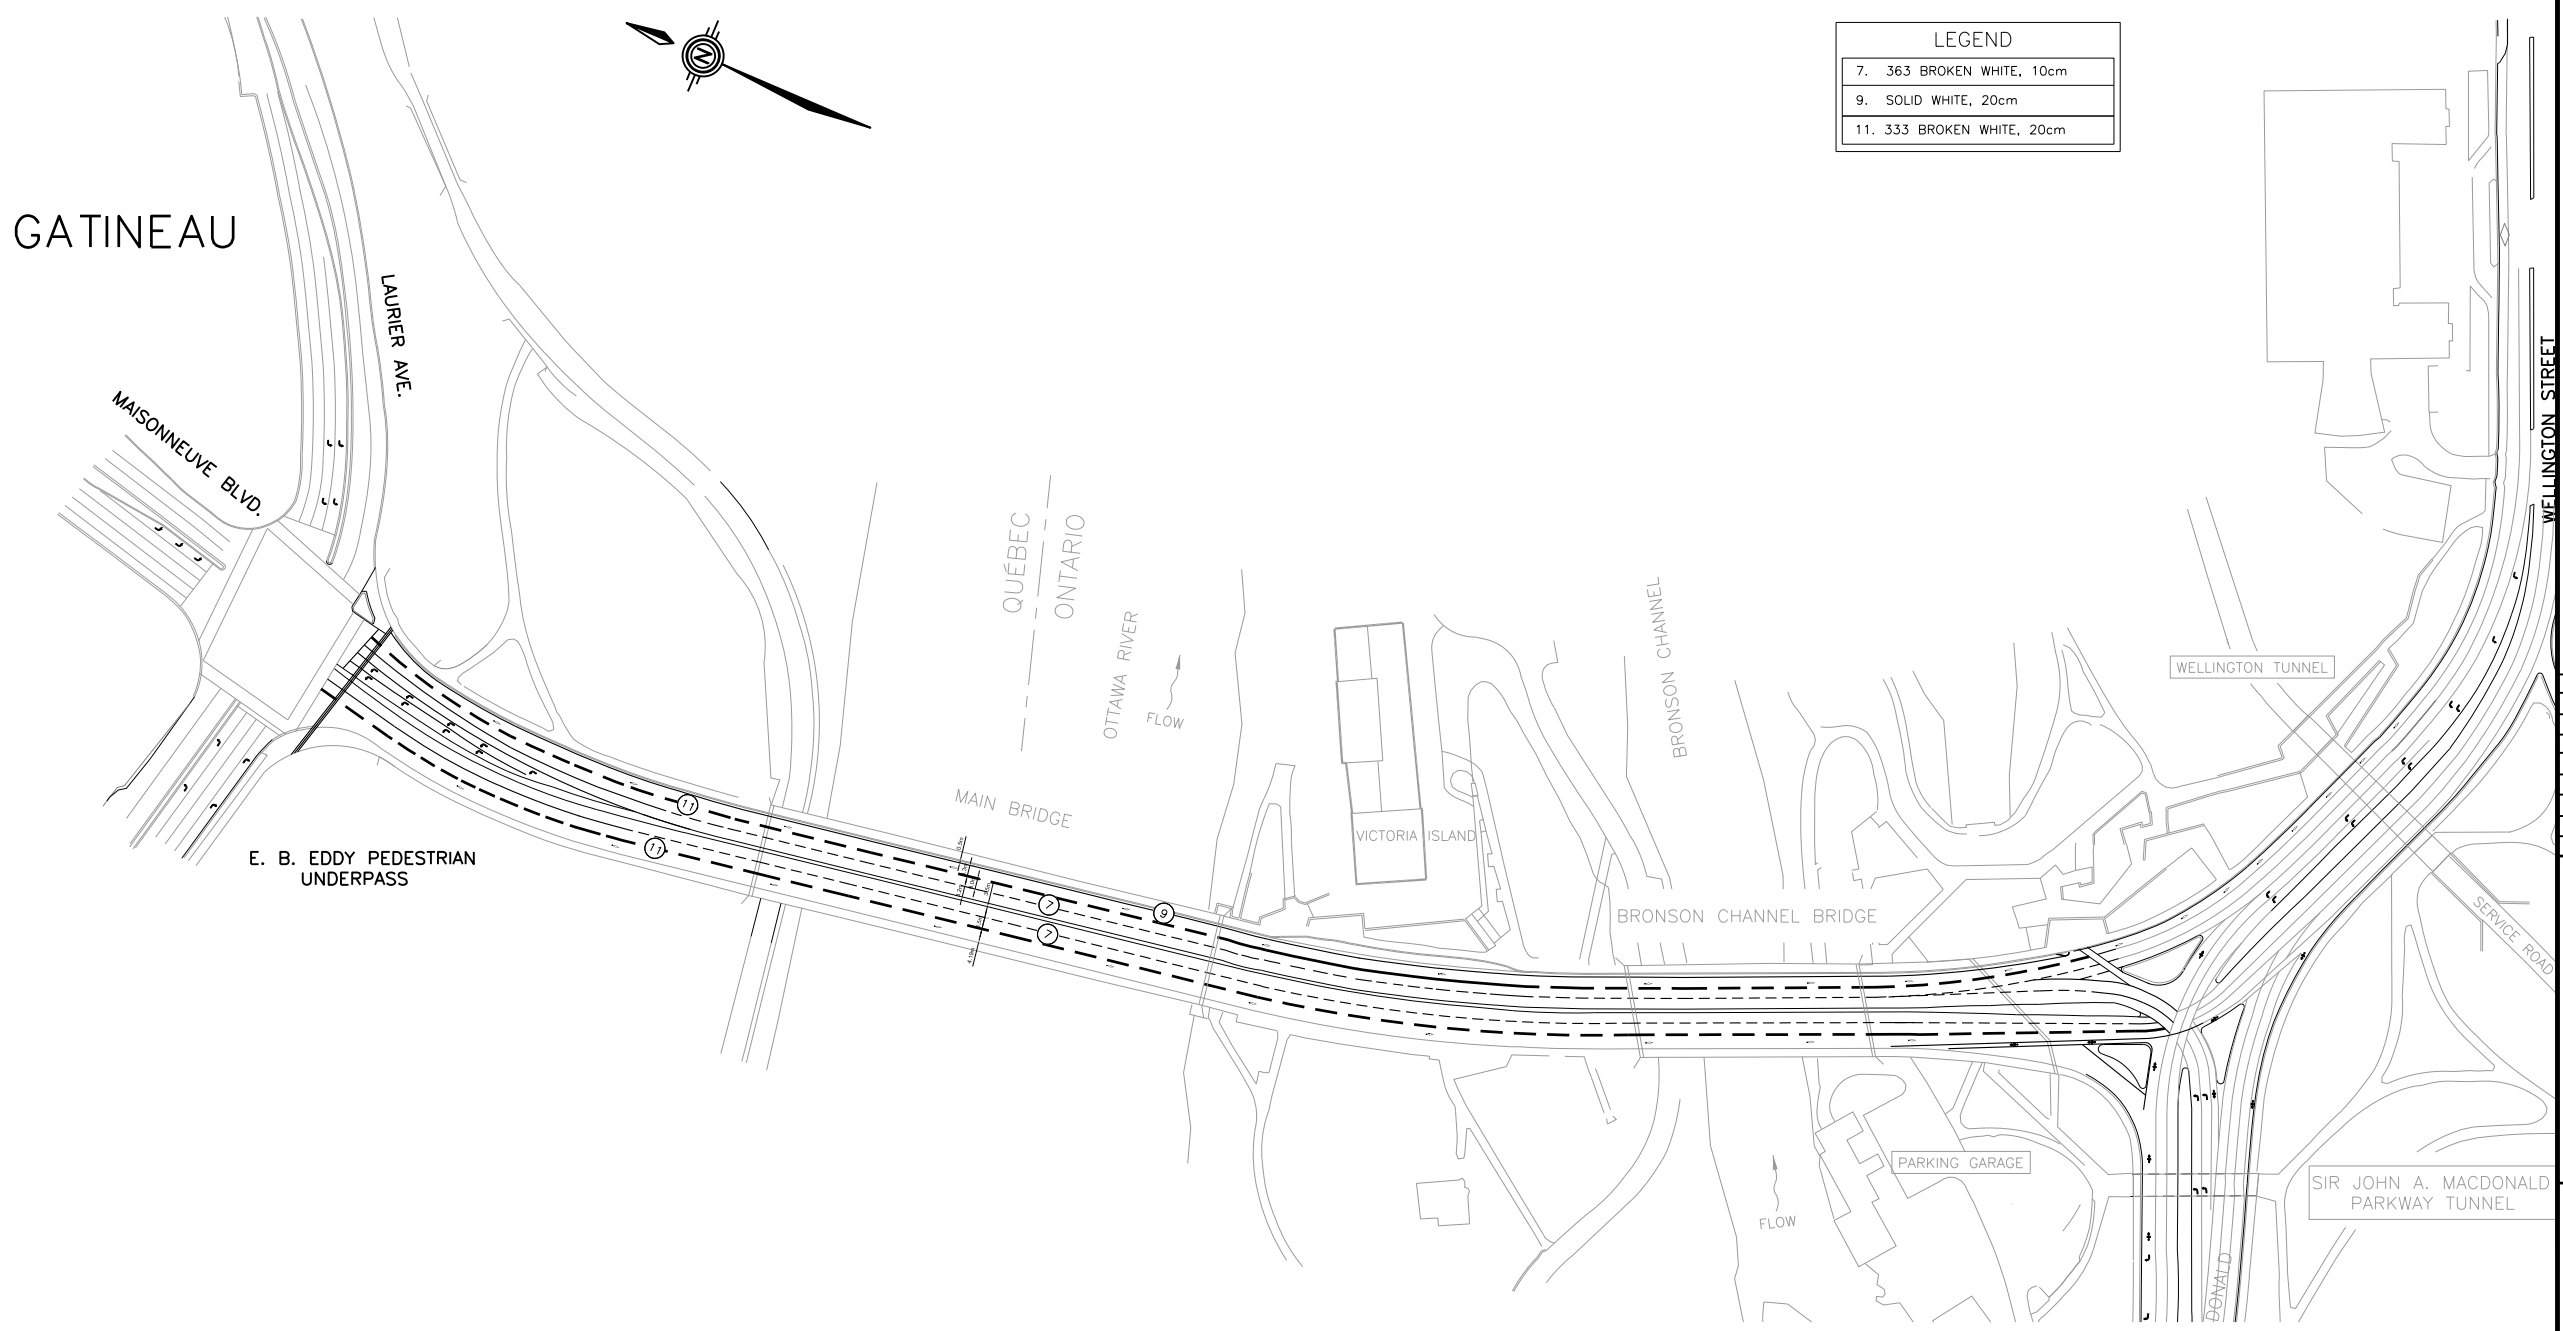 N
LEGEND
7. 363 BROKEN WHITE, 10cm
9. SOLID WHITE, 20cm
11. 333 BROKEN WHITE, 20cm
GATINEAU
LAURIER AVE.
MAISONNEUVE BLVD.
WELLINGTON STREET
QUÉBEC
ONTARIO
OTTAWA RIVER
FLOW
BRONSON CHANNEL
WELLINGTON TUNNEL
MAIN BRIDGE
11
11
VICTORIA ISLAND
E. B. EDDY PEDESTRIAN
UNDERPASS
7
9
7
BRONSON CHANNEL BRIDGE
SERVICE ROAD
PARKING GARAGE
FLOW
SIR JOHN A. MACDONALD
PARKWAY TUNNEL
DONALD